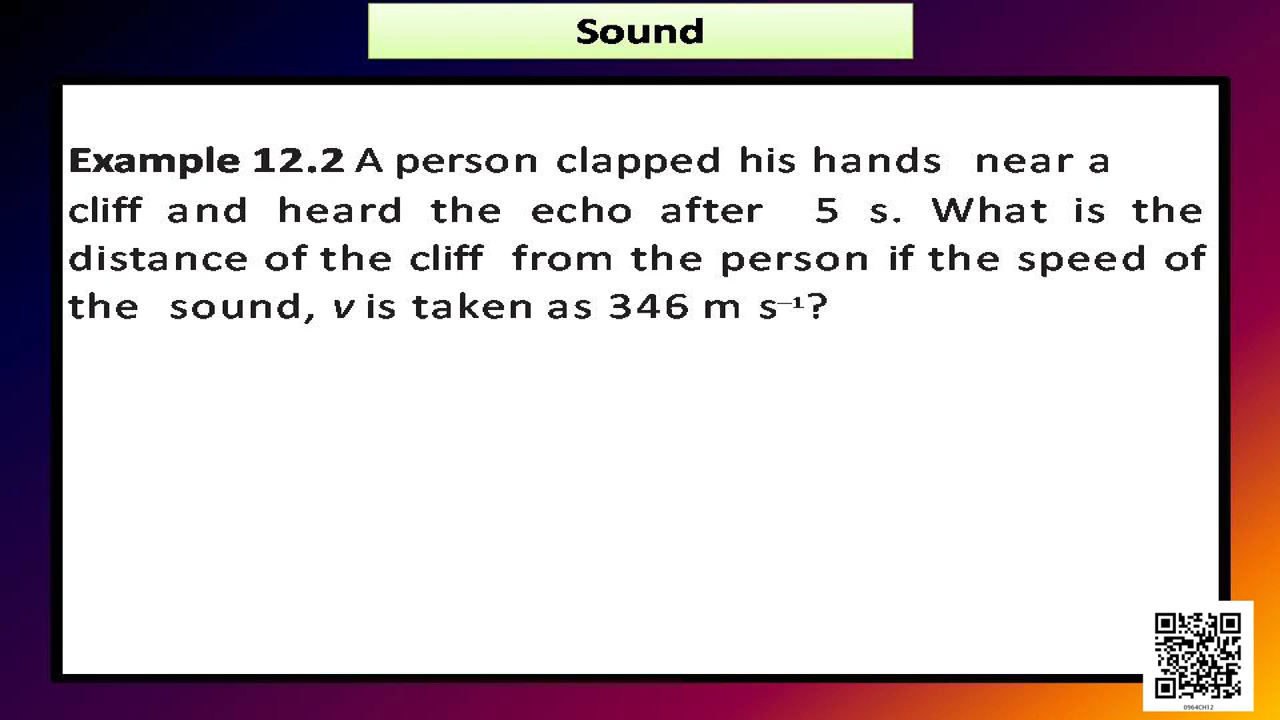 Sound
Example 12.2 A person clapped his hands near a
cliff and heard the echo after 5 s. What is the
distance of the cliff from the person if the speed of
the sound, v is taken as 346 m s⁻¹?
0964CH12